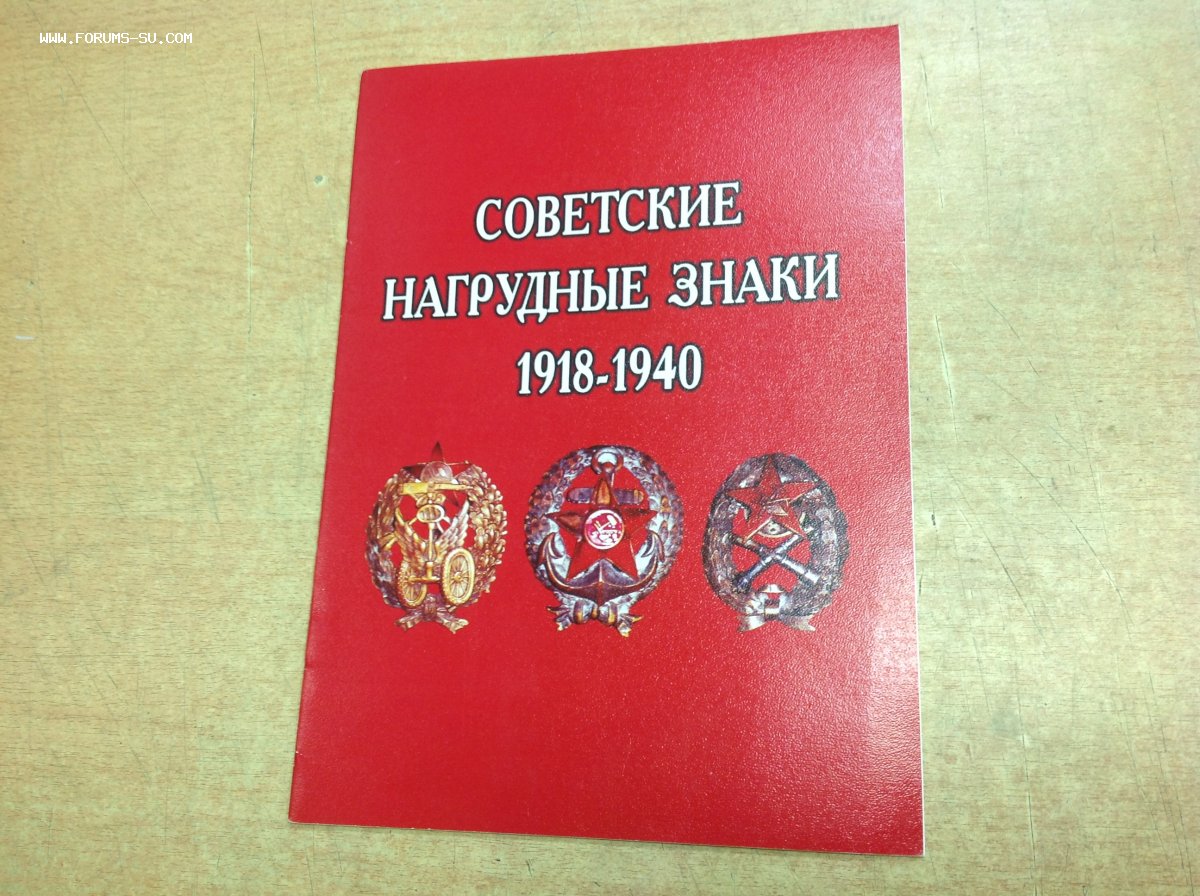 WWW.FORUMS-SU.COM
СОВЕТСКИЕ
НАГРУДНЫЕ ЗНАКИ
1918-1940